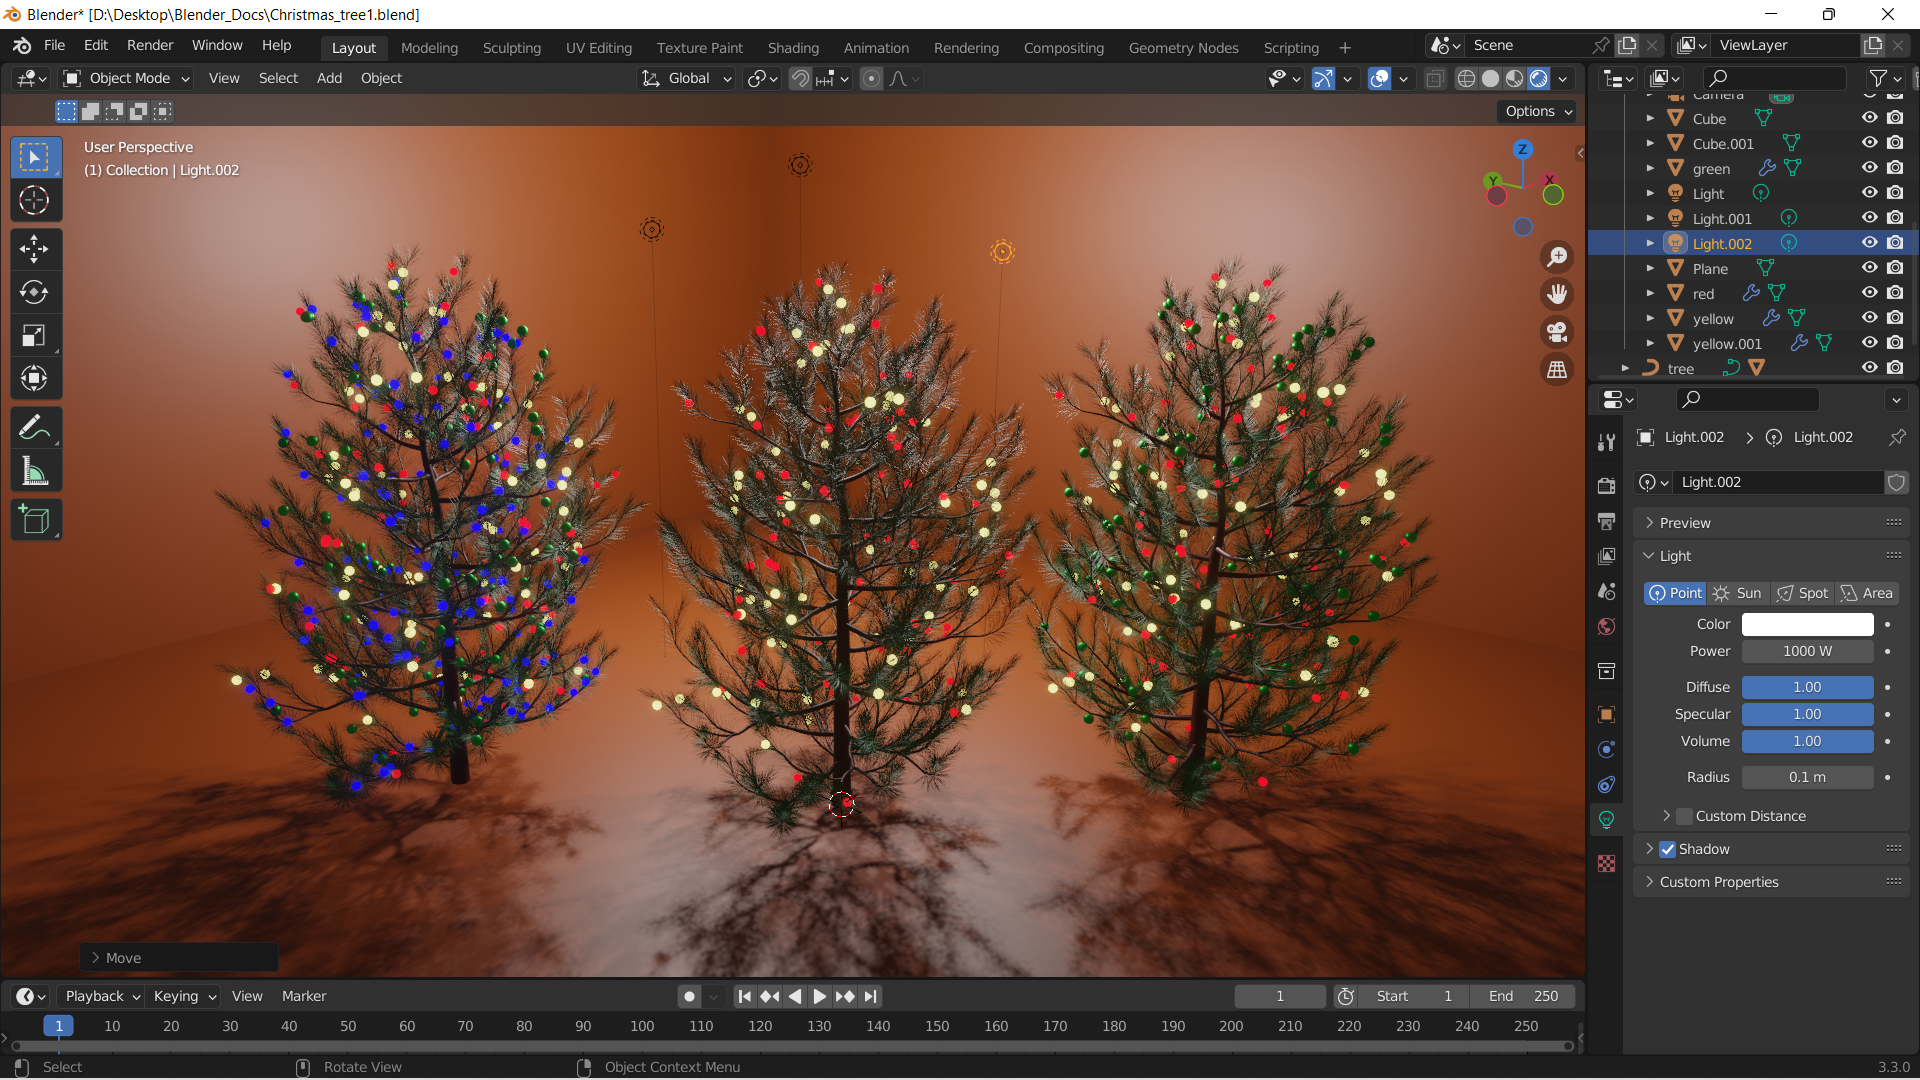 Blender* [D:\Desktop\Blender_Docs\Christmas_tree1.blend]
File Edit Render Window Help Layout Modeling Sculpting UV Editing Texture Paint Shading Animation Rendering Compositing Geometry Nodes Scripting + Scene ViewLayer
Object Mode View Select Add Object Global
Options
User Perspective
(1) Collection | Light.002
Z
Y X
Camera
Cube
Cube.001
green
Light
Light.001
Light.002
Plane
red
yellow
yellow.001
tree
Light.002 > Light.002
Light.002
Preview
Light
Point Sun Spot Area
Color
Power 1000 W
Diffuse 1.00
Specular 1.00
Volume 1.00
Radius 0.1 m
Custom Distance
Shadow
Custom Properties
Move
Playback Keying View Marker 1 Start 1 End 250
1 10 20 30 40 50 60 70 80 90 100 110 120 130 140 150 160 170 180 190 200 210 220 230 240 250
Select Rotate View Object Context Menu 3.3.0